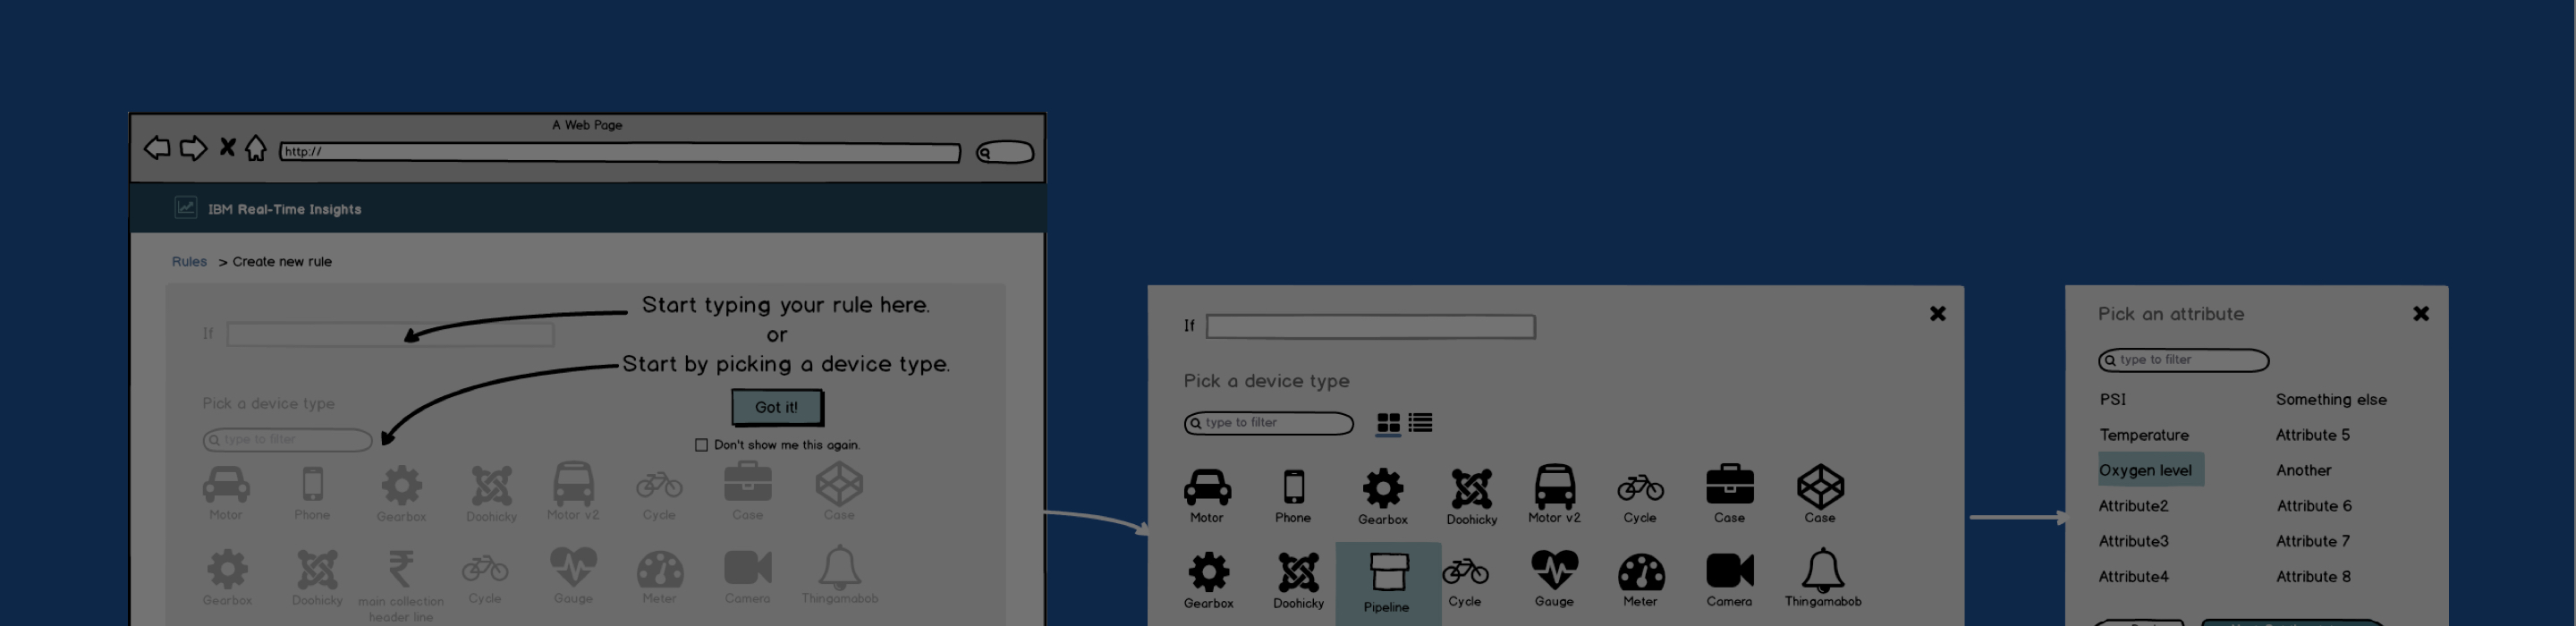 A Web Page
http://
IBM Real-Time Insights
Rules > Create new rule
Start typing your rule here.
or
Start by picking a device type.
If
Got it!
Don't show me this again.
Pick a device type
type to filter
Motor Phone Gearbox Doohicky Motor v2 Cycle Case Case
Gearbox Doohicky main collection Cycle Gauge Meter Camera Thingamabob
header line
If
Pick a device type
type to filter
Motor Phone Gearbox Doohicky Motor v2 Cycle Case Case
Gearbox Doohicky Pipeline Cycle Gauge Meter Camera Thingamabob
Pick an attribute
type to filter
PSI Something else
Temperature Attribute 5
Oxygen level Another
Attribute2 Attribute 6
Attribute3 Attribute 7
Attribute4 Attribute 8